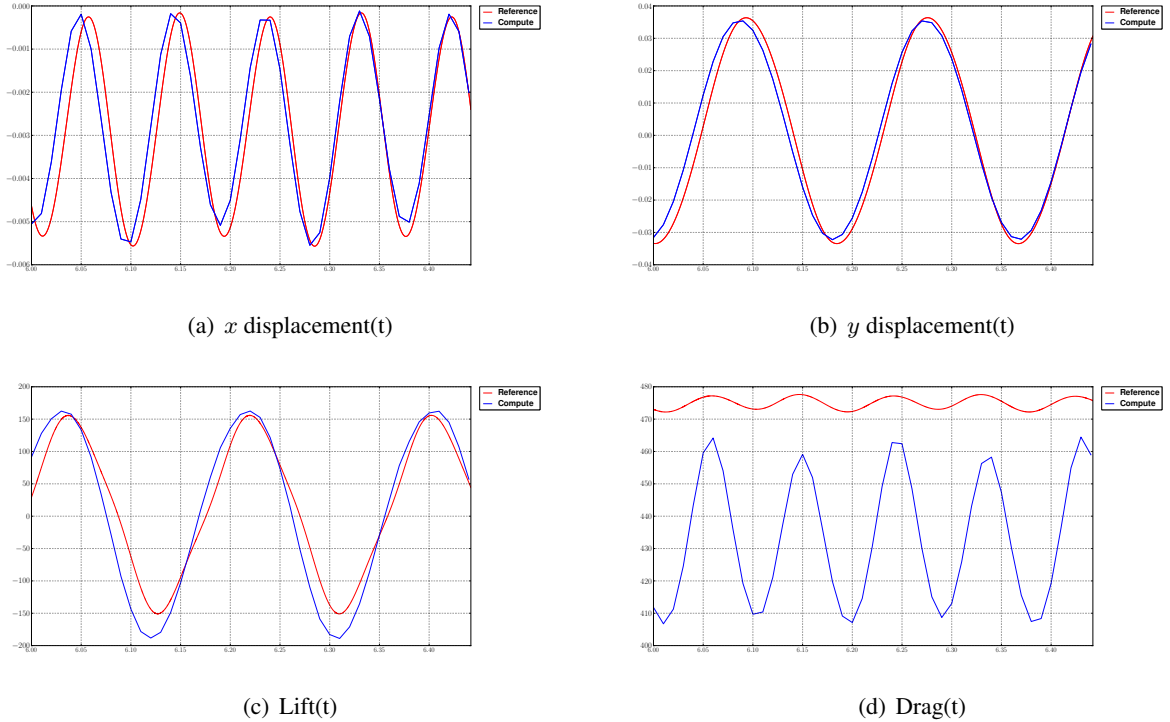 0.000
−0.001
−0.002
−0.003
−0.004
−0.005
−0.006
6.00 6.05 6.10 6.15 6.20 6.25 6.30 6.35 6.40
Reference
Compute
(a) x displacement(t)
0.04
0.03
0.02
0.01
0.00
−0.01
−0.02
−0.03
−0.04
6.00 6.05 6.10 6.15 6.20 6.25 6.30 6.35 6.40
Reference
Compute
(b) y displacement(t)
200
150
100
50
0
−50
−100
−150
−200
6.00 6.05 6.10 6.15 6.20 6.25 6.30 6.35 6.40
Reference
Compute
(c) Lift(t)
480
470
460
450
440
430
420
410
400
6.00 6.05 6.10 6.15 6.20 6.25 6.30 6.35 6.40
Reference
Compute
(d) Drag(t)